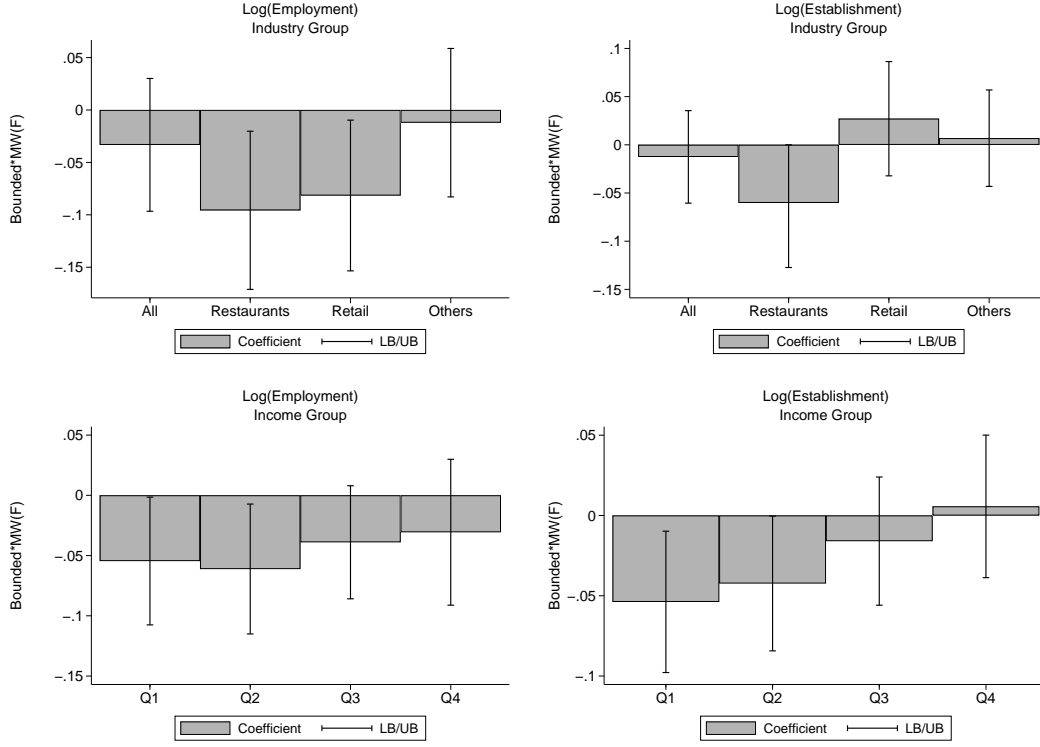 Log(Employment)
Industry Group
.05
0
−.05
−.1
−.15
Bounded*MW(F)
All Restaurants Retail Others
Coefficient LB/UB
Log(Establishment)
Industry Group
.1
.05
0
−.05
−.1
−.15
Bounded*MW(F)
All Restaurants Retail Others
Coefficient LB/UB
Log(Employment)
Income Group
.05
0
−.05
−.1
−.15
Bounded*MW(F)
Q1 Q2 Q3 Q4
Coefficient LB/UB
Log(Establishment)
Income Group
.05
0
−.05
−.1
Bounded*MW(F)
Q1 Q2 Q3 Q4
Coefficient LB/UB